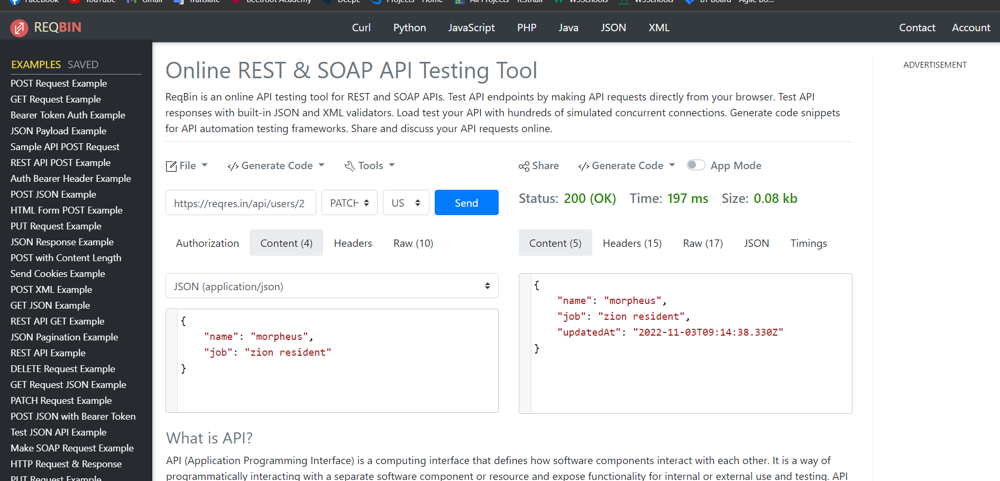 Facebook YouTube Gmail Translate Beetroot Academy DeepL Projects - Home All Projects - TestRail W3Schools W3Schools BT board - Agile bo...
REQBIN Curl Python JavaScript PHP Java JSON XML Contact Account
EXAMPLES SAVED
POST Request Example
GET Request Example
Bearer Token Auth Example
JSON Payload Example
Sample API POST Request
REST API POST Example
Auth Bearer Header Example
POST JSON Example
HTML Form POST Example
PUT Request Example
JSON Response Example
POST with Content Length
Send Cookies Example
POST XML Example
GET JSON Example
REST API GET Example
JSON Pagination Example
REST API Example
DELETE Request Example
GET Request JSON Example
PATCH Request Example
POST JSON with Bearer Token
Test JSON API Example
Make SOAP Request Example
HTTP Request & Response
PUT Request Example
Online REST & SOAP API Testing Tool
ReqBin is an online API testing tool for REST and SOAP APIs. Test API endpoints by making API requests directly from your browser. Test API
responses with built-in JSON and XML validators. Load test your API with hundreds of simulated concurrent connections. Generate code snippets
for API automation testing frameworks. Share and discuss your API requests online.
File </> Generate Code Tools
https://reqres.in/api/users/2 PATCH US Send
Authorization Content (4) Headers Raw (10)
JSON (application/json)
{
"name": "morpheus",
"job": "zion resident"
}
Share </> Generate Code App Mode
Status: 200 (OK) Time: 197 ms Size: 0.08 kb
Content (5) Headers (15) Raw (17) JSON Timings
{
"name": "morpheus",
"job": "zion resident",
"updatedAt": "2022-11-03T09:14:38.330Z"
}
What is API?
API (Application Programming Interface) is a computing interface that defines how software components interact with each other. It is a way of
programmatically interacting with a separate software component or resource and expose functionality for internal or external use and testing. API
ADVERTISEMENT